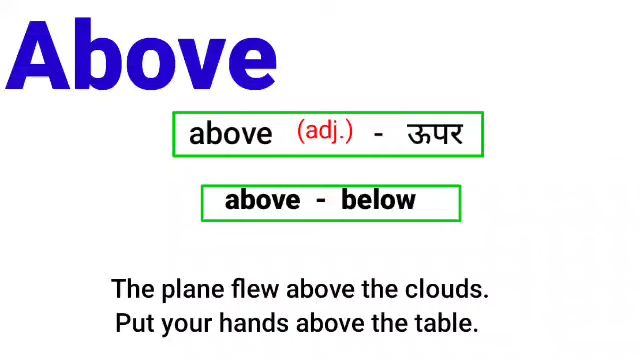 Above
above (adj.) - ऊपर
above - below
The plane flew above the clouds.
Put your hands above the table.